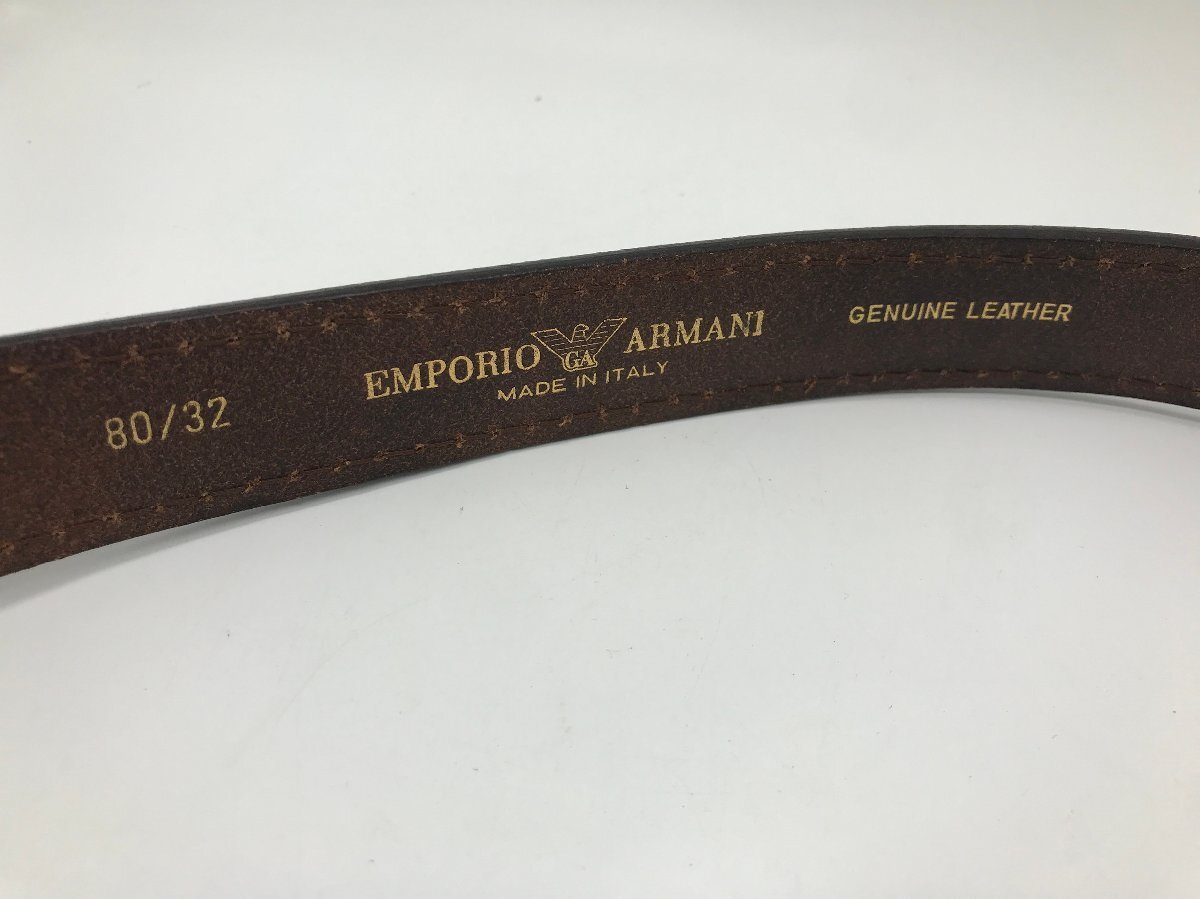 80/32
EMPORIO GA ARMANI
MADE IN ITALY
GENUINE LEATHER